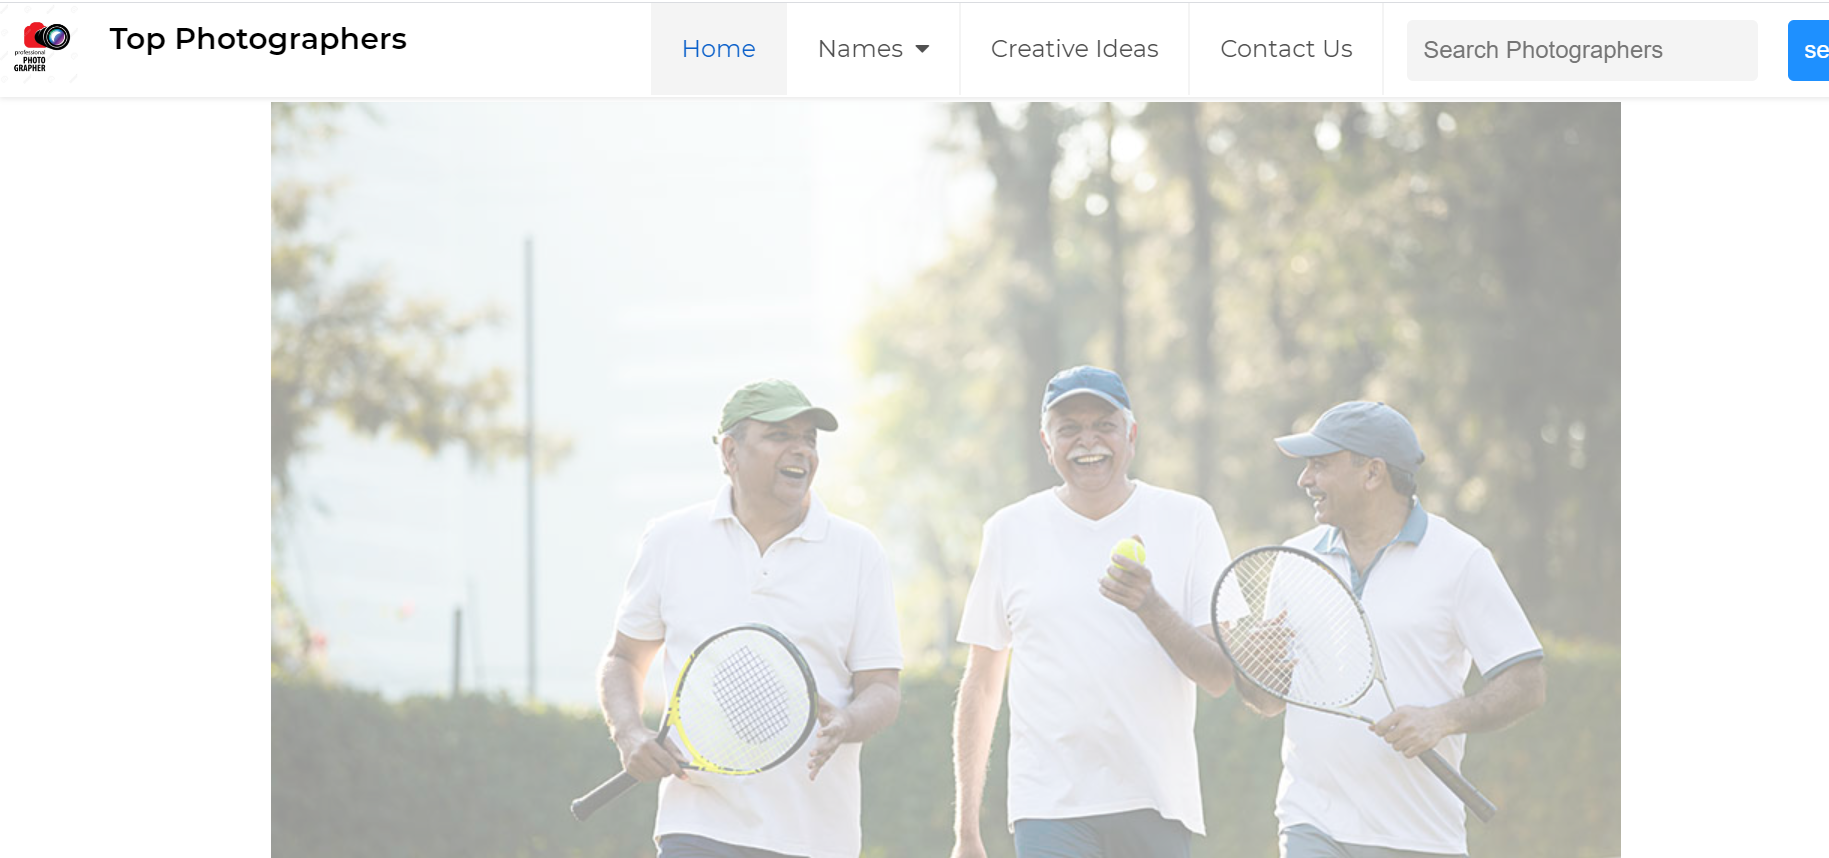 professional
PHOTO
GRAPHER
Top Photographers
Home
Names
Creative Ideas
Contact Us
Search Photographers
se